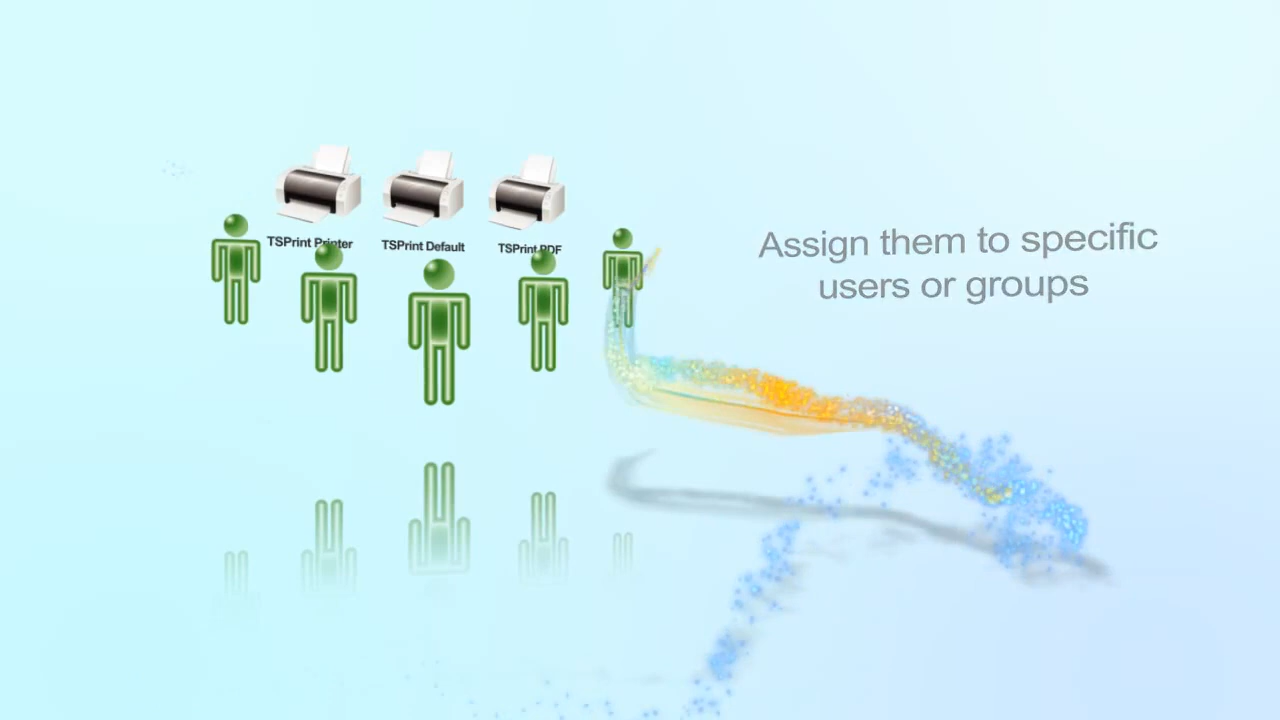 TSPrint Printer
TSPrint Default
TSPrint PDF
Assign them to specific
users or groups